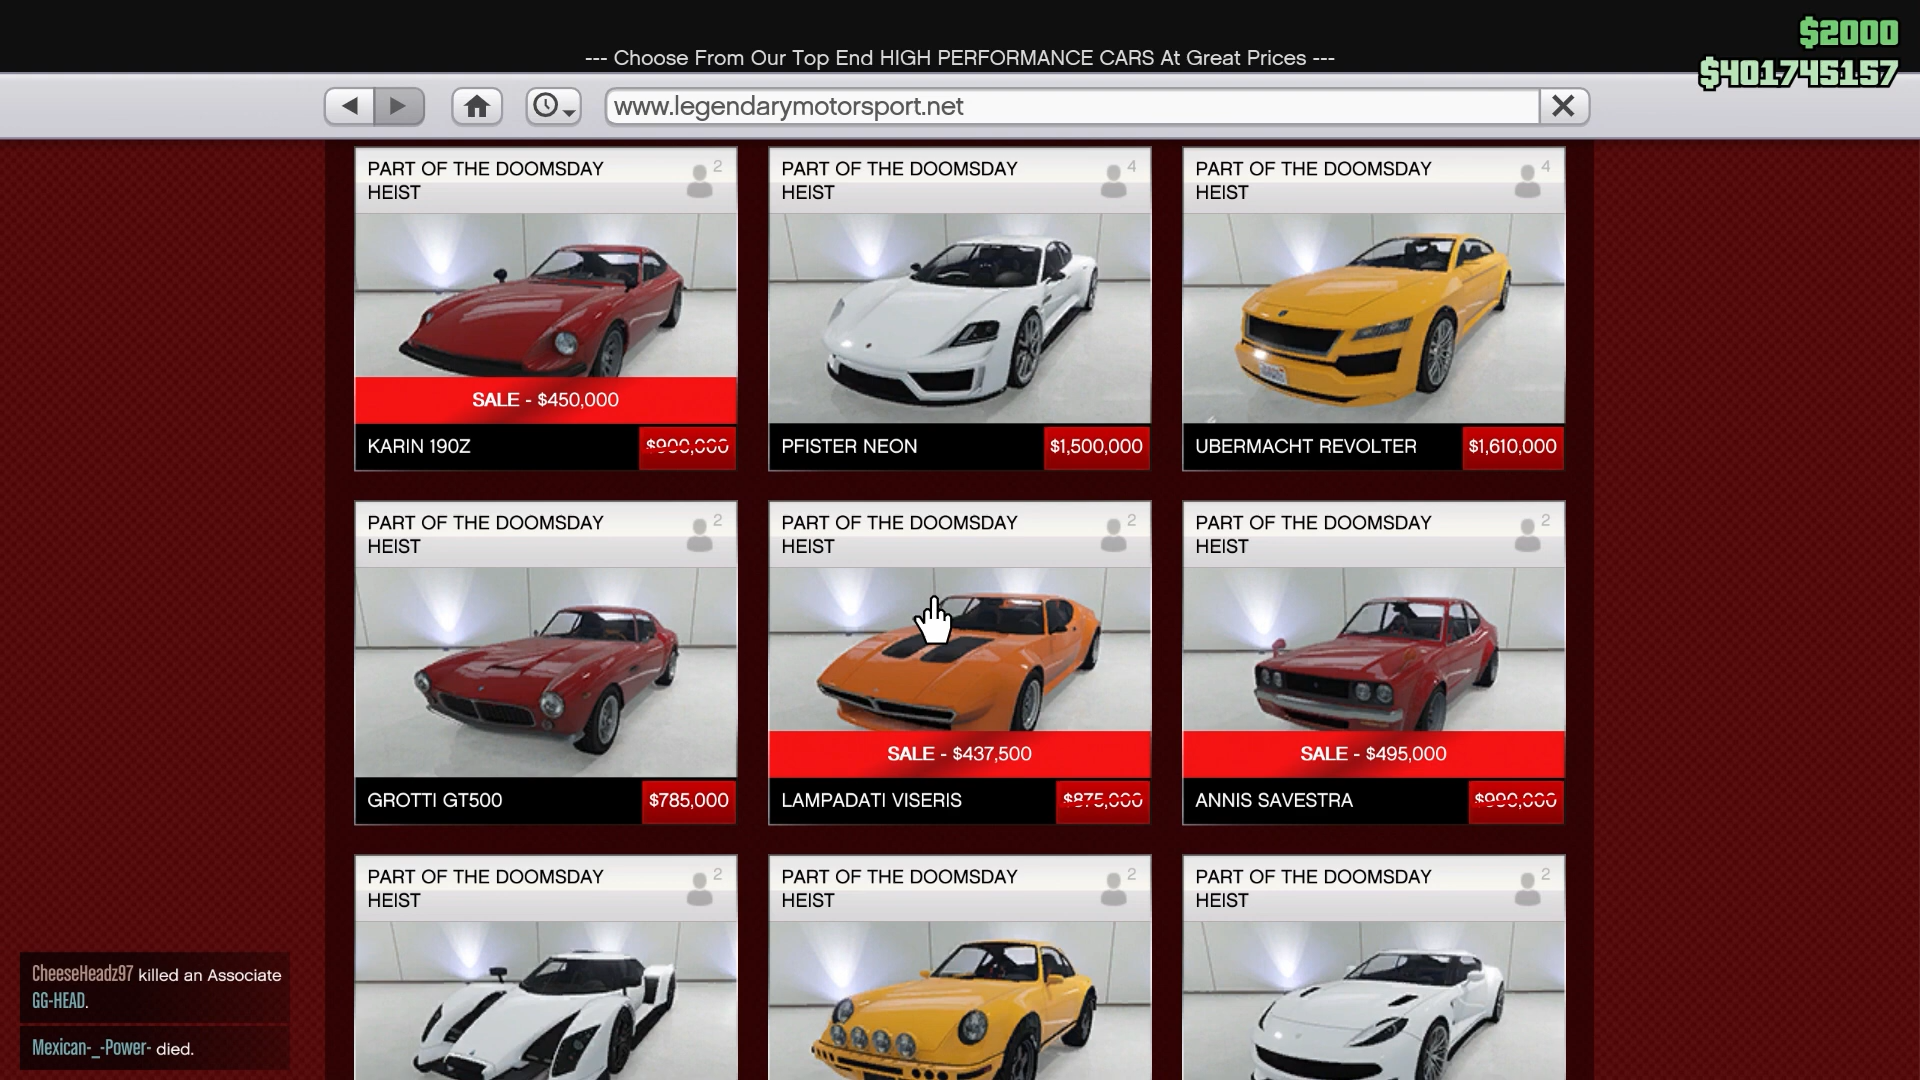 $2000
--- Choose From Our Top End HIGH PERFORMANCE CARS At Great Prices ---
$401745157
www.legendarymotorsport.net
PART OF THE DOOMSDAY
HEIST
2
SALE - $450,000
KARIN 190Z
$900,000
PART OF THE DOOMSDAY
HEIST
4
PFISTER NEON
$1,500,000
PART OF THE DOOMSDAY
HEIST
4
UBERMACHT REVOLTER
$1,610,000
PART OF THE DOOMSDAY
HEIST
2
GROTTI GT500
$785,000
PART OF THE DOOMSDAY
HEIST
2
SALE - $437,500
LAMPADATI VISERIS
$875,000
PART OF THE DOOMSDAY
HEIST
2
SALE - $495,000
ANNIS SAVESTRA
$990,000
PART OF THE DOOMSDAY
HEIST
2
PART OF THE DOOMSDAY
HEIST
2
PART OF THE DOOMSDAY
HEIST
2
CheeseHeadz97 killed an Associate
GG-HEAD.
Mexican-_-Power- died.